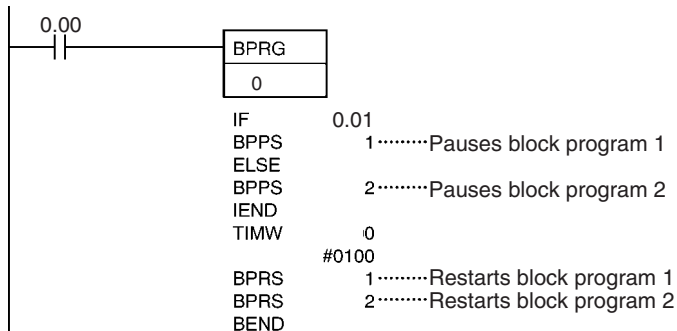 0.00
BPRG
0
IF 0.01
BPPS 1 Pauses block program 1
ELSE
BPPS 2 Pauses block program 2
IEND
TIMW 0
#0100
BPRS 1 Restarts block program 1
BPRS 2 Restarts block program 2
BEND